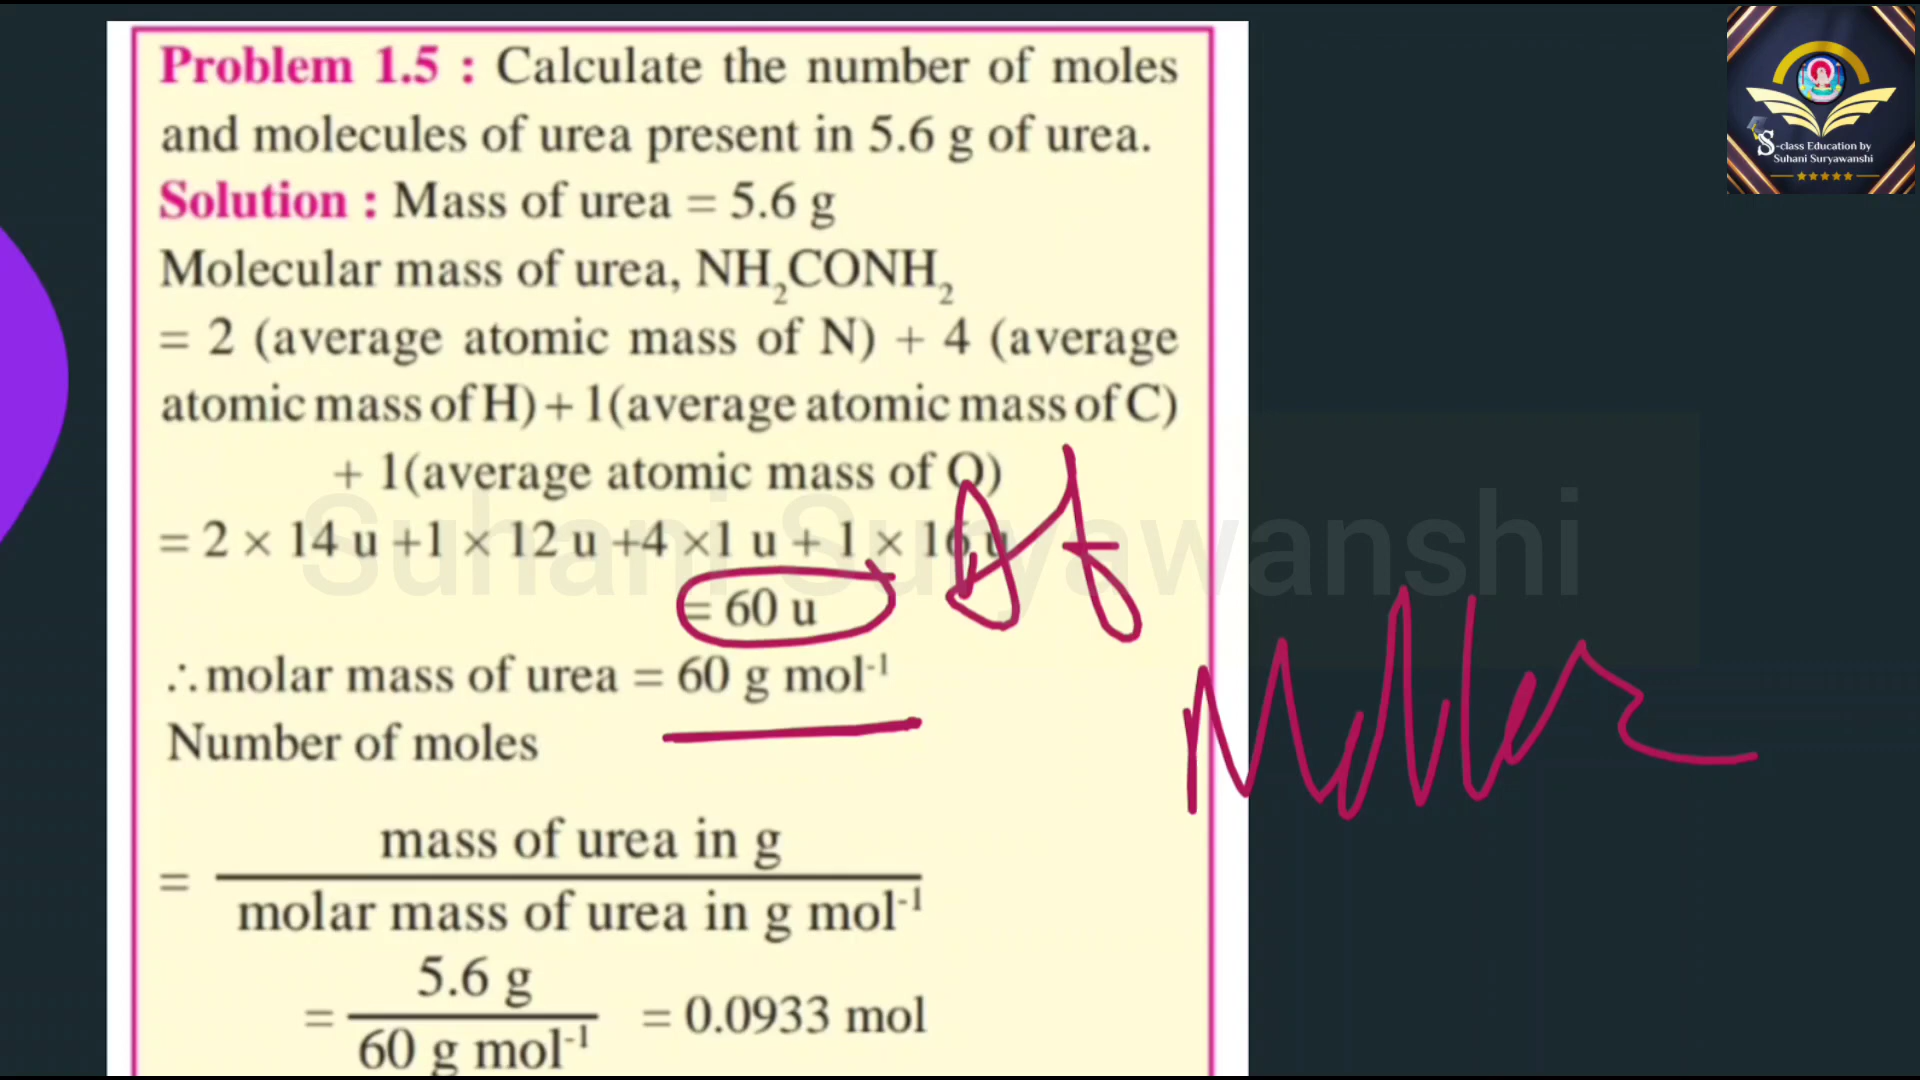 Problem 1.5 : Calculate the number of moles
and molecules of urea present in 5.6 g of urea.
Solution : Mass of urea = 5.6 g
Molecular mass of urea, NH₂CONH₂
= 2 (average atomic mass of N) + 4 (average
atomic mass of H) + 1(average atomic mass of C)
+ 1(average atomic mass of O)
= 2 × 14 u +1 × 12 u +4 ×1 u + 1 × 16 u
= 60 u
∴ molar mass of urea = 60 g mol⁻¹
Number of moles
= mass of urea in g
molar mass of urea in g mol⁻¹
= 5.6 g
60 g mol⁻¹
= 0.0933 mol
Suhani Suryawanshi
S-class Education by
Suhani Suryawanshi